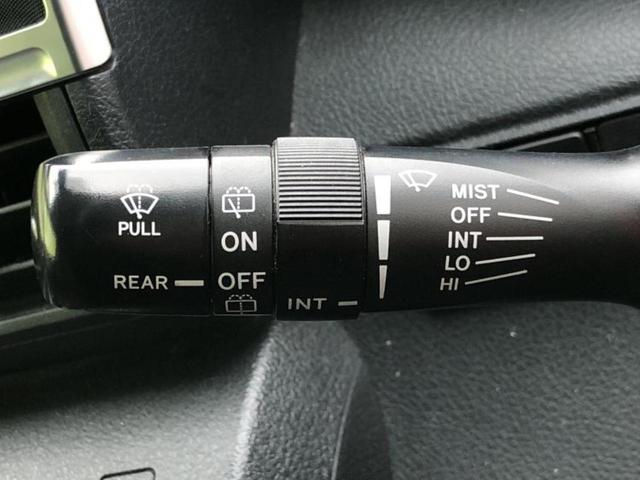 PULL
REAR
ON
OFF
INT
MIST
OFF
INT
LO
HI